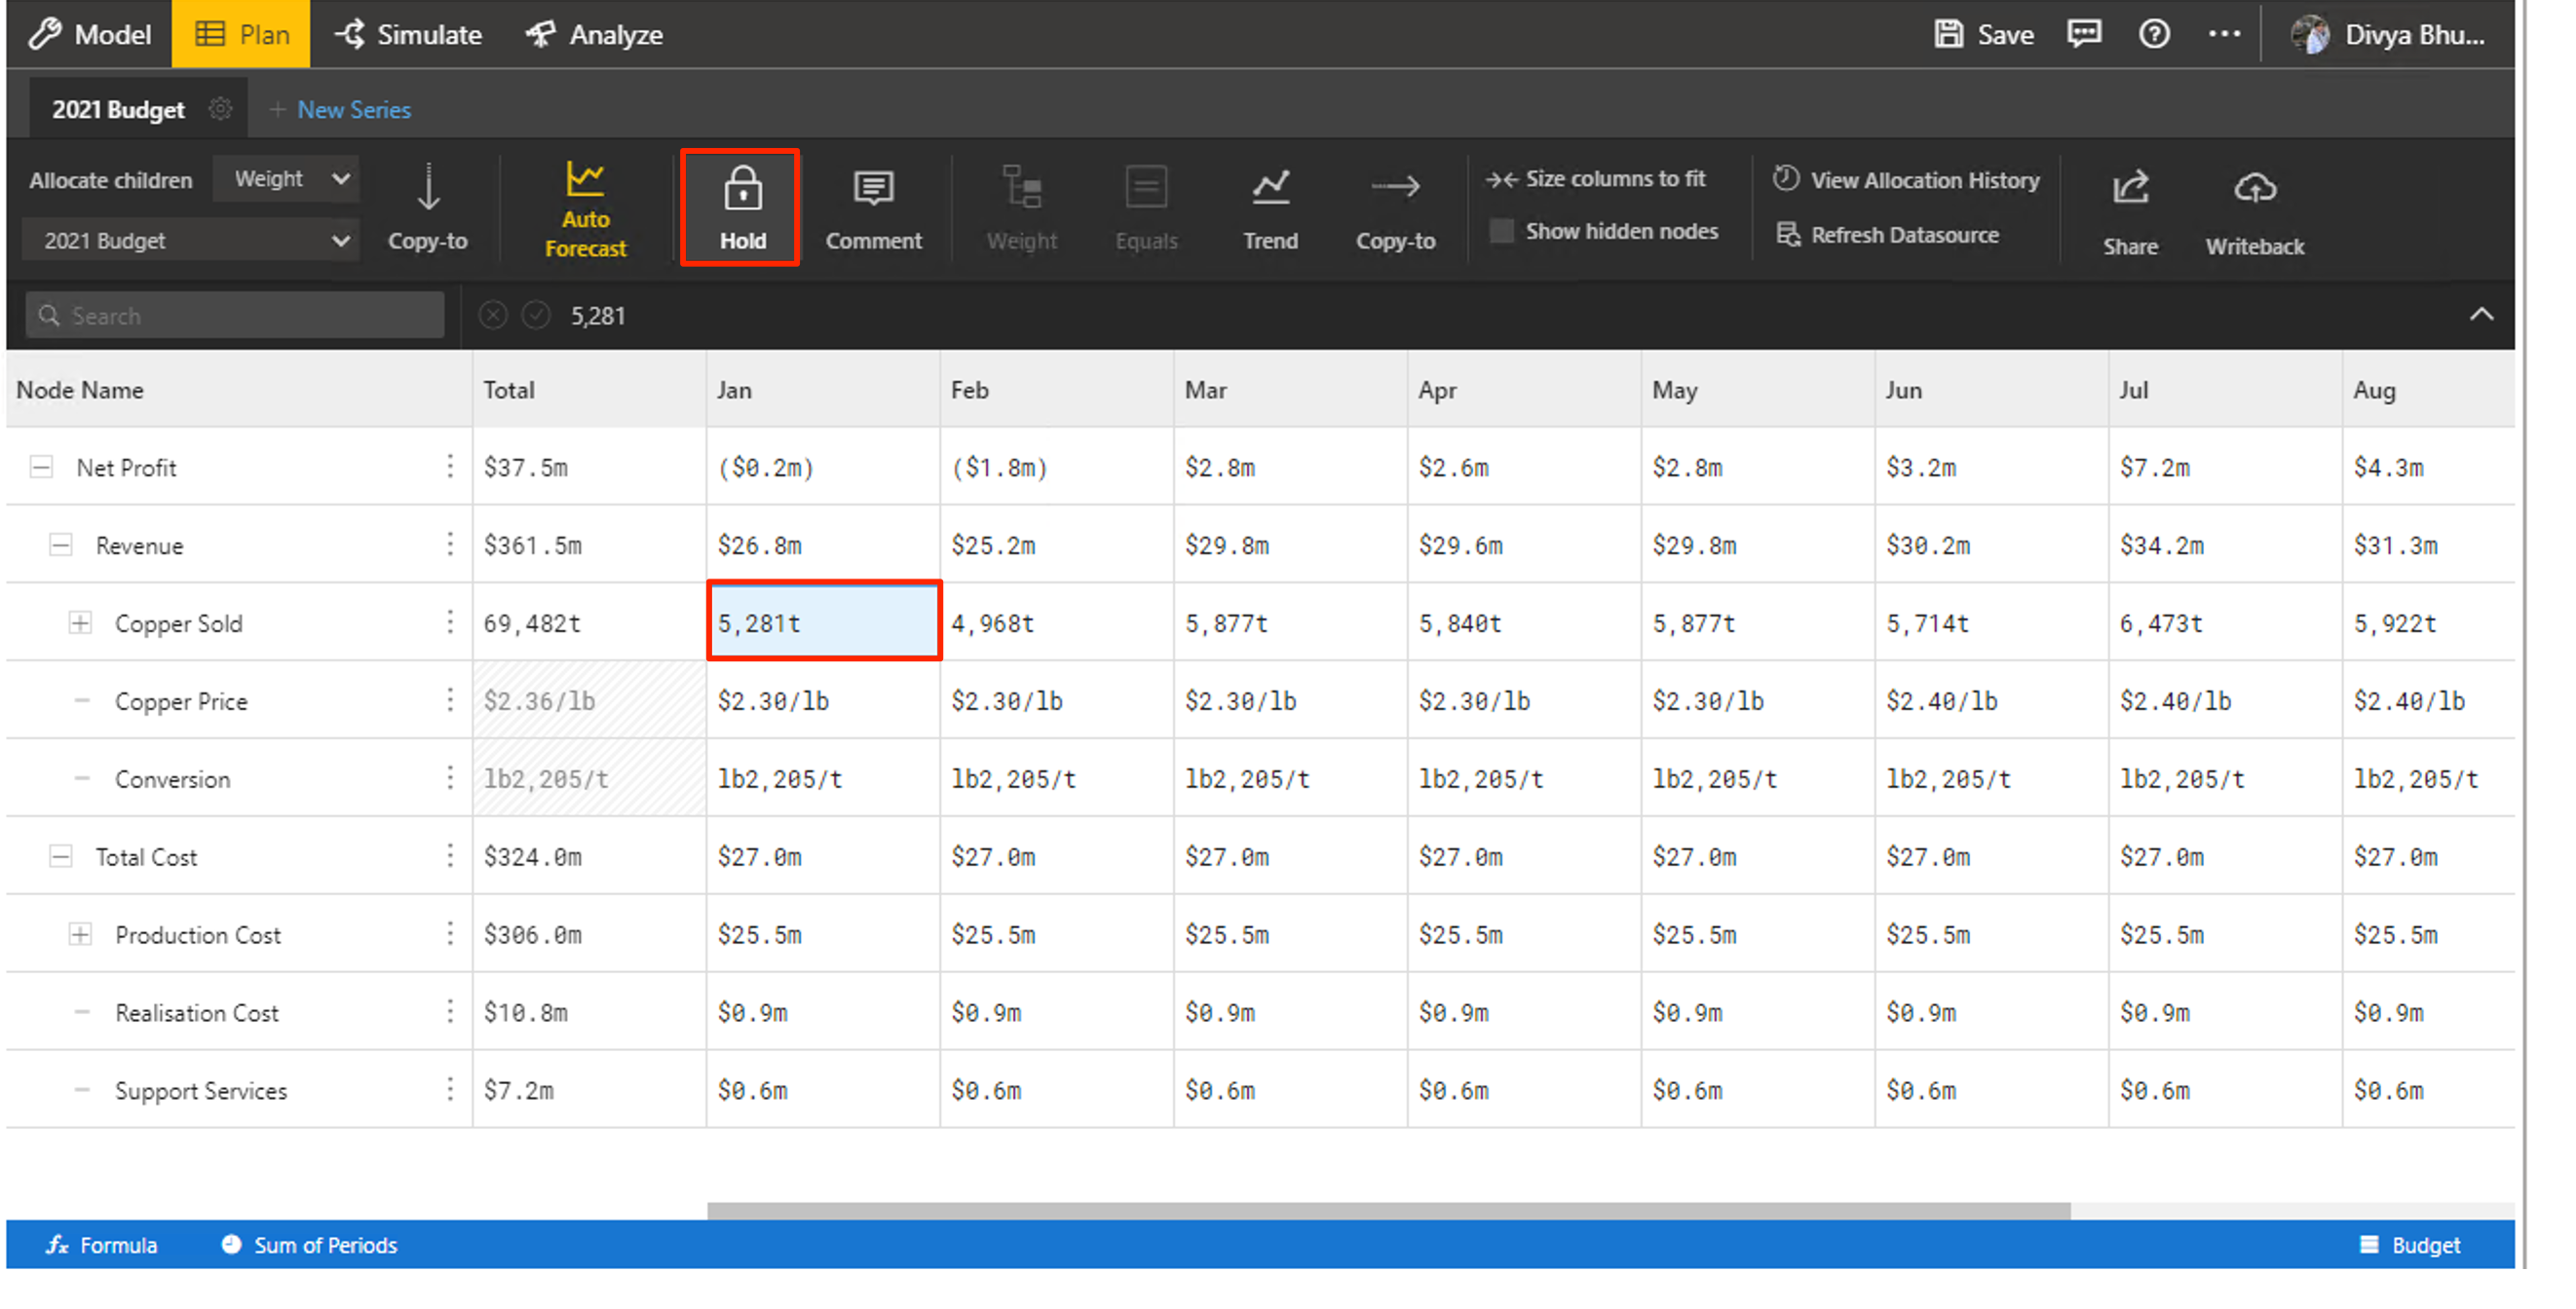 Model Plan Simulate Analyze Save Divya Bhu...
2021 Budget + New Series
Allocate children Weight
2021 Budget
Copy-to
Auto
Forecast
Hold
Comment
Weight
Equals
Trend
Copy-to
Size columns to fit
Show hidden nodes
View Allocation History
Refresh Datasource
Share
Writeback
Search 5,281
Node Name Total Jan Feb Mar Apr May Jun Jul Aug
Net Profit $37.5m ($0.2m) ($1.8m) $2.8m $2.6m $2.8m $3.2m $7.2m $4.3m
Revenue $361.5m $26.8m $25.2m $29.8m $29.6m $29.8m $30.2m $34.2m $31.3m
Copper Sold 69,482t 5,281t 4,968t 5,877t 5,840t 5,877t 5,714t 6,473t 5,922t
Copper Price $2.36/lb $2.30/lb $2.30/lb $2.30/lb $2.30/lb $2.30/lb $2.40/lb $2.40/lb $2.40/lb
Conversion lb2,205/t lb2,205/t lb2,205/t lb2,205/t lb2,205/t lb2,205/t lb2,205/t lb2,205/t lb2,205/t
Total Cost $324.0m $27.0m $27.0m $27.0m $27.0m $27.0m $27.0m $27.0m $27.0m
Production Cost $306.0m $25.5m $25.5m $25.5m $25.5m $25.5m $25.5m $25.5m $25.5m
Realisation Cost $10.8m $0.9m $0.9m $0.9m $0.9m $0.9m $0.9m $0.9m $0.9m
Support Services $7.2m $0.6m $0.6m $0.6m $0.6m $0.6m $0.6m $0.6m $0.6m
fx Formula Sum of Periods Budget